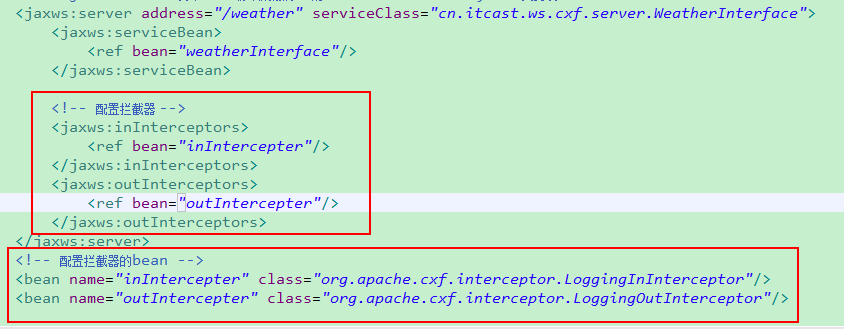 <jaxws:server address="/weather" serviceClass="cn.itcast.ws.cxf.server.WeatherInterface">
<jaxws:serviceBean>
<ref bean="weatherInterface"/>
</jaxws:serviceBean>
<!-- 配置拦截器 -->
<jaxws:inInterceptors>
<ref bean="inIntercepter"/>
</jaxws:inInterceptors>
<jaxws:outInterceptors>
<ref bean="outIntercepter"/>
</jaxws:outInterceptors>
</jaxws:server>
<!-- 配置拦截器的bean -->
<bean name="inIntercepter" class="org.apache.cxf.interceptor.LoggingInInterceptor"/>
<bean name="outIntercepter" class="org.apache.cxf.interceptor.LoggingOutInterceptor"/>